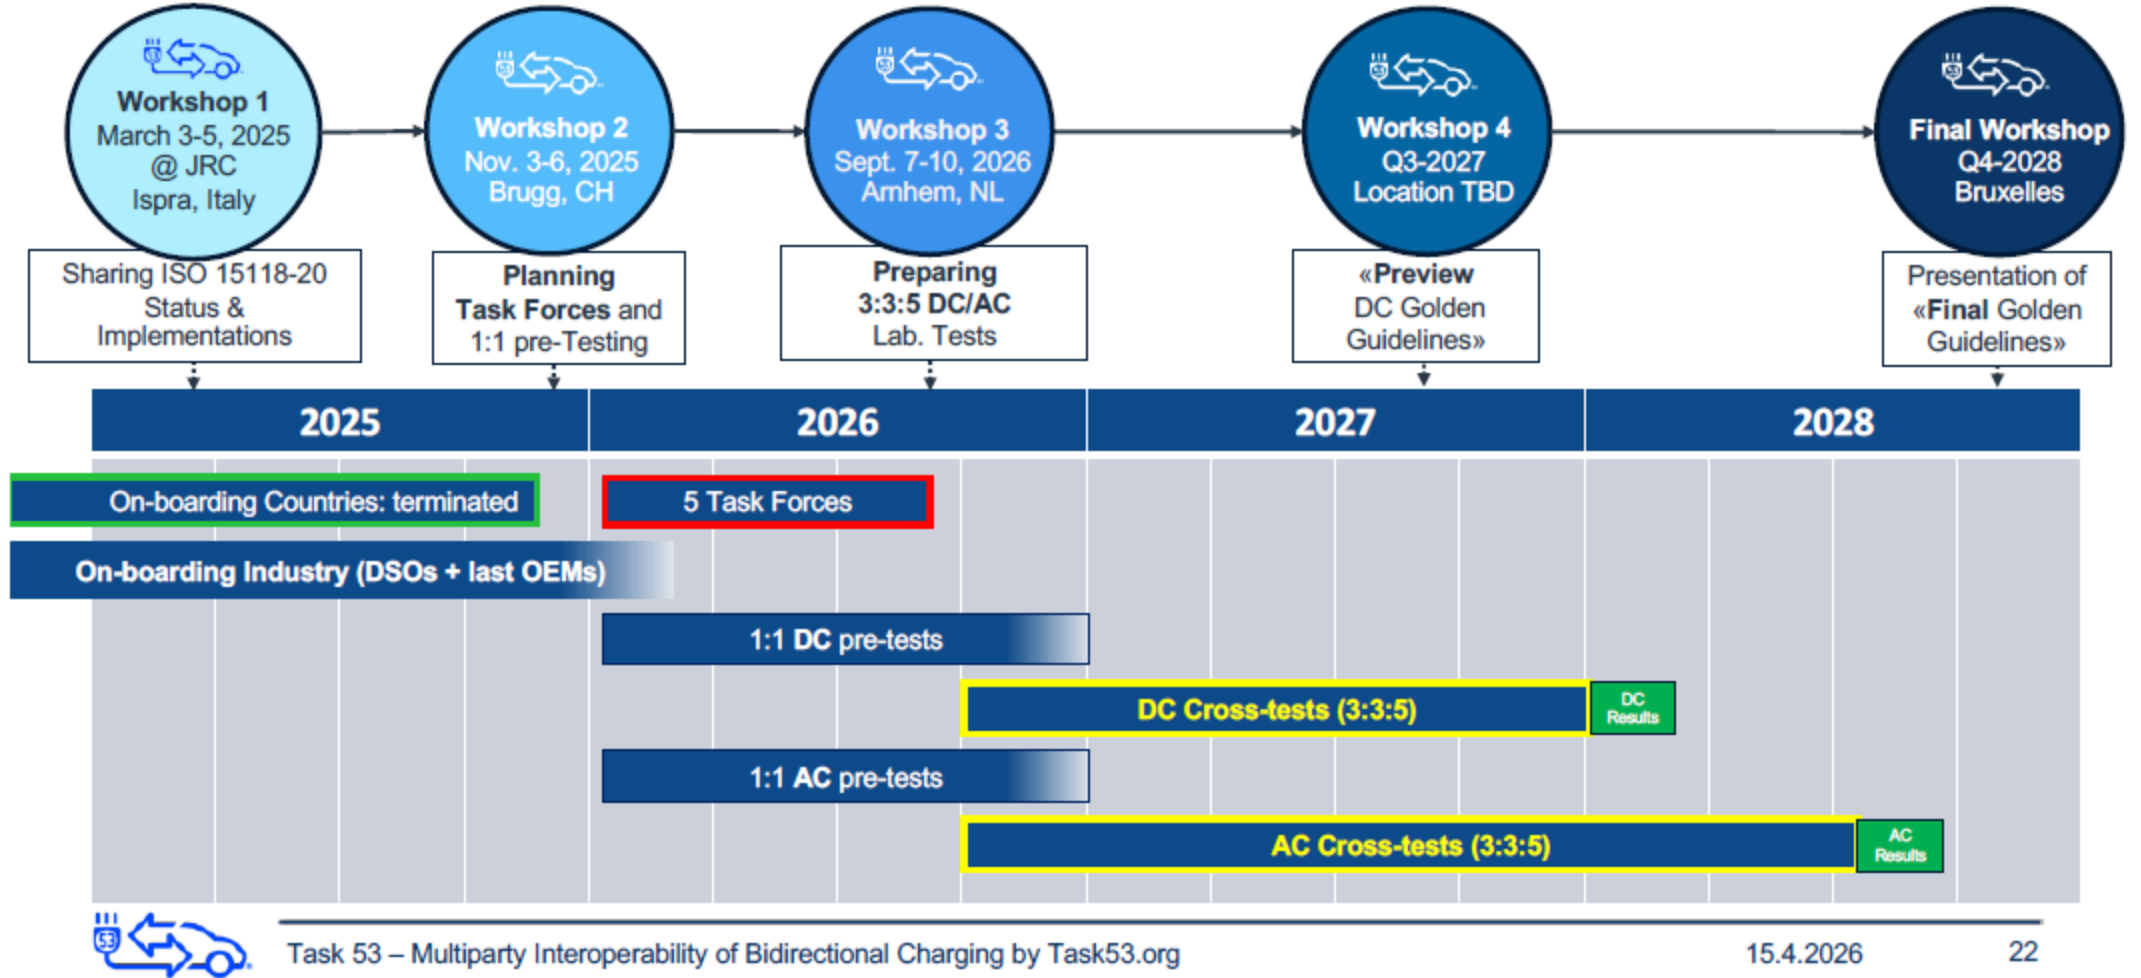 Workshop 1
March 3-5, 2025
@ JRC
Ispra, Italy
Workshop 2
Nov. 3-6, 2025
Brugg, CH
Workshop 3
Sept. 7-10, 2026
Arnhem, NL
Workshop 4
Q3-2027
Location TBD
Final Workshop
Q4-2028
Bruxelles
Sharing ISO 15118-20
Status &
Implementations
Planning
Task Forces and
1:1 pre-Testing
Preparing
3:3:5 DC/AC
Lab. Tests
«Preview
DC Golden
Guidelines»
Presentation of
«Final Golden
Guidelines»
2025
2026
2027
2028
On-boarding Countries: terminated
5 Task Forces
On-boarding Industry (DSOs + last OEMs)
1:1 DC pre-tests
DC Cross-tests (3:3:5)
DC
Results
1:1 AC pre-tests
AC Cross-tests (3:3:5)
AC
Results
53
Task 53 – Multiparty Interoperability of Bidirectional Charging by Task53.org
15.4.2026
22